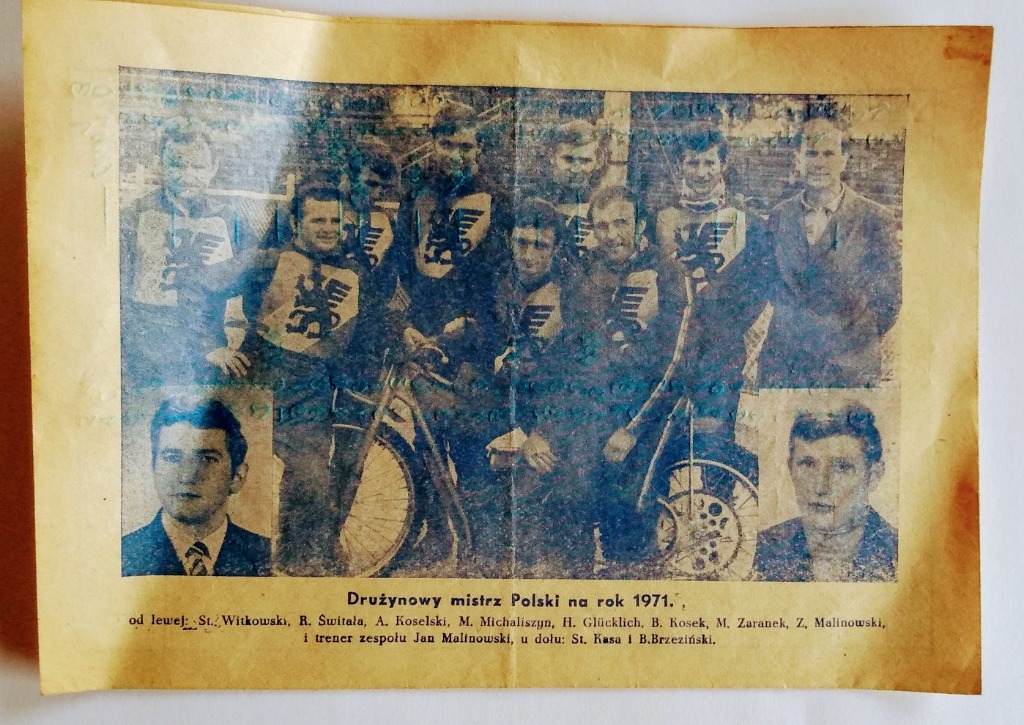 Drużynowy mistrz Polski na rok 1971.
od lewej: St. Witkowski, R. Świtała, A. Koselski, M. Michaliszyn, H. Glücklich, B. Kosek, M. Zaranek, Z, Malinowski,
i trener zespołu Jan Malinowski, u dołu: St. Kasa i B.Brzeziński.